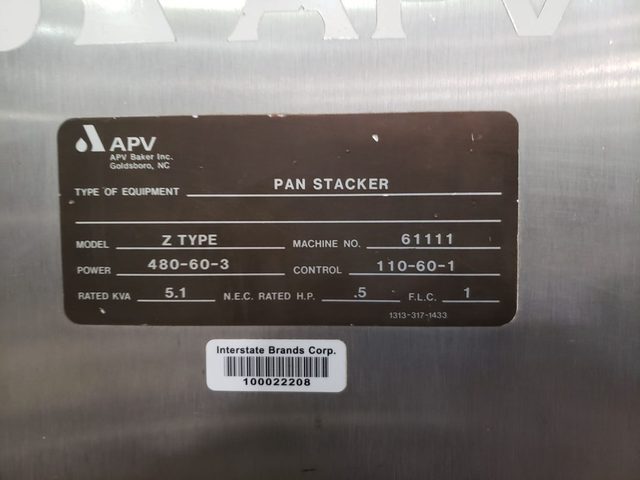 APV
APV
APV Baker Inc.
Goldsboro, NC
TYPE OF EQUIPMENT PAN STACKER
MODEL Z TYPE MACHINE NO. 61111
POWER 480-60-3 CONTROL 110-60-1
RATED KVA 5.1 N.E.C. RATED H.P. .5 F.L.C. 1
1313-317-1433
Interstate Brands Corp.
100022208